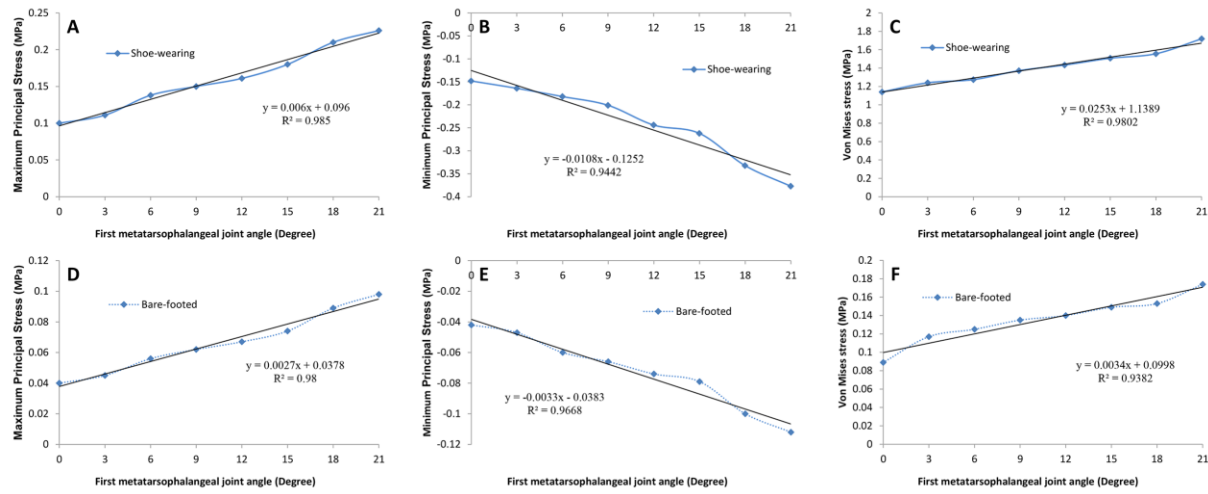 A
Maximum Principal Stress (MPa)
0.25
0.2
0.15
0.1
0.05
0
Shoe-wearing
y = 0.006x + 0.096
R² = 0.985
0 3 6 9 12 15 18 21
First metatarsophalangeal joint angle (Degree)
B
Minimum Principal Stress (MPa)
0 3 6 9 12 15 18 21
0
-0.05
-0.1
-0.15
-0.2
-0.25
-0.3
-0.35
-0.4
Shoe-wearing
y = -0.0108x - 0.1252
R² = 0.9442
First metatarsophalangeal joint angle (Degree)
C
Von Mises stress (MPa)
2
1.8
1.6
1.4
1.2
1
0.8
0.6
0.4
0.2
0
Shoe-wearing
y = 0.0253x + 1.1389
R² = 0.9802
0 3 6 9 12 15 18 21
First metatarsophalangeal joint angle (Degree)
D
Maximum Principal Stress (MPa)
0.12
0.1
0.08
0.06
0.04
0.02
0
Bare-footed
y = 0.0027x + 0.0378
R² = 0.98
0 3 6 9 12 15 18 21
First metatarsophalangeal joint angle (Degree)
E
Minimum Principal Stress (MPa)
0 3 6 9 12 15 18 21
0
-0.02
-0.04
-0.06
-0.08
-0.1
-0.12
Bare-footed
y = -0.0033x - 0.0383
R² = 0.9668
First metatarsophalangeal joint angle (Degree)
F
Von Mises stress (MPa)
0.2
0.18
0.16
0.14
0.12
0.1
0.08
0.06
0.04
0.02
0
Bare-footed
y = 0.0034x + 0.0998
R² = 0.9382
0 3 6 9 12 15 18 21
First metatarsophalangeal joint angle (Degree)